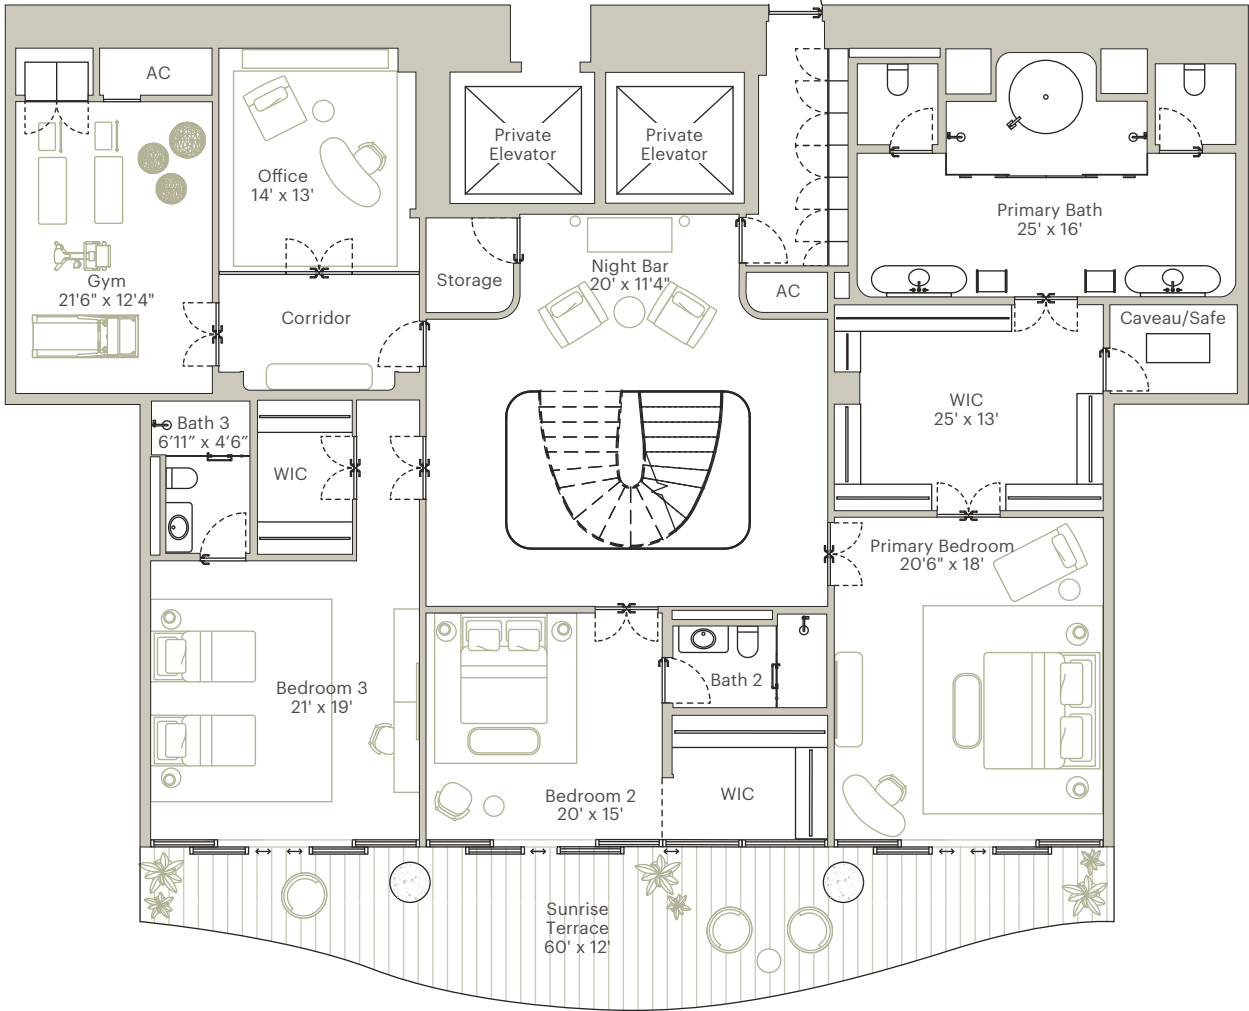 AC
Private
Elevator
Private
Elevator
Office
14' x 13'
Primary Bath
25' x 16'
Gym
21'6" x 12'4"
Storage
Night Bar
20' x 11'4"
AC
Corridor
Caveau/Safe
WIC
25' x 13'
Bath 3
6’11” x 4’6”
WIC
Primary Bedroom
20'6" x 18'
Bedroom 3
21' x 19'
Bath 2
Bedroom 2
20' x 15'
WIC
Sunrise
Terrace
60' x 12'